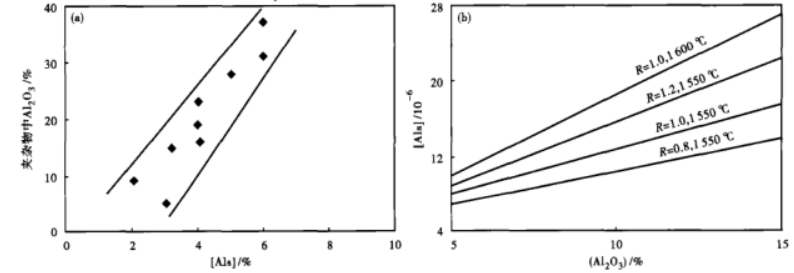 (a)
40
30
20
10
0
夹杂物中Al₂O₃/%
0 2 4 6 8 10
[Als]/%
(b)
28
20
12
4
[Als]/10⁻⁶
R=1.0,1 600 ℃
R=1.2,1 550 ℃
R=1.0,1 550 ℃
R=0.8,1 550 ℃
5 10 15
(Al₂O₃)/%